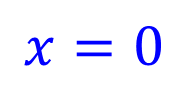 x = 0